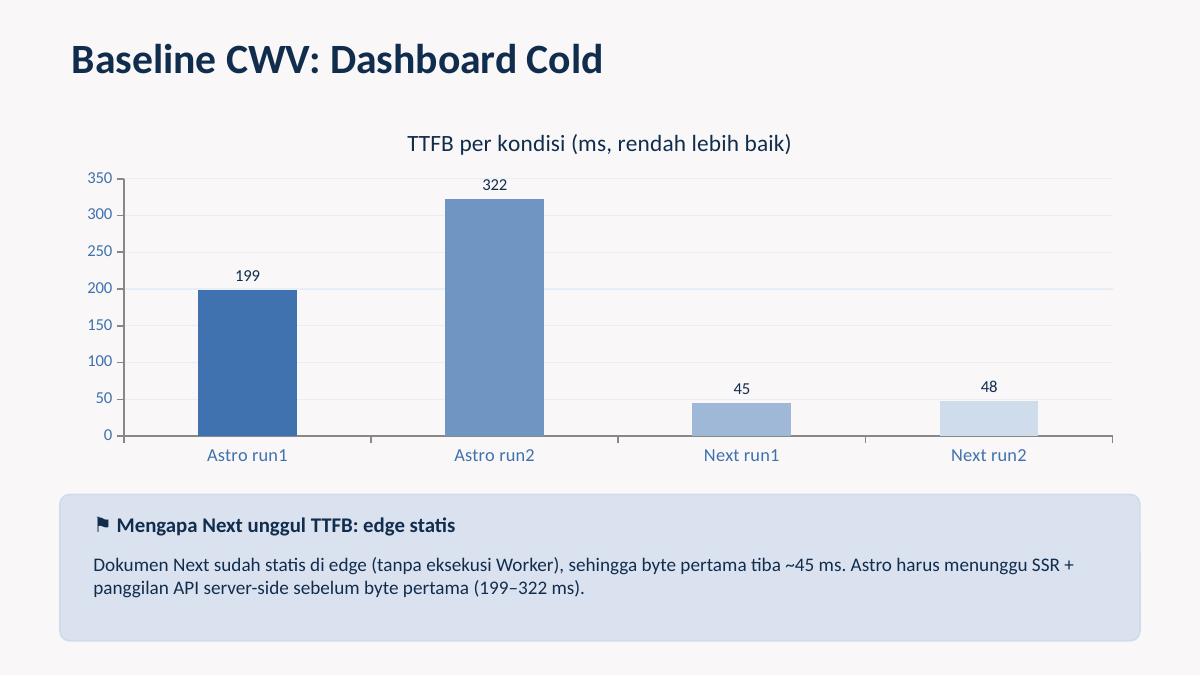 Baseline CWV: Dashboard Cold
TTFB per kondisi (ms, rendah lebih baik)
350
300
250
200
150
100
50
0
199
322
45
48
Astro run1
Astro run2
Next run1
Next run2
⚑ Mengapa Next unggul TTFB: edge statis
Dokumen Next sudah statis di edge (tanpa eksekusi Worker), sehingga byte pertama tiba ~45 ms. Astro harus menunggu SSR +
panggilan API server-side sebelum byte pertama (199–322 ms).